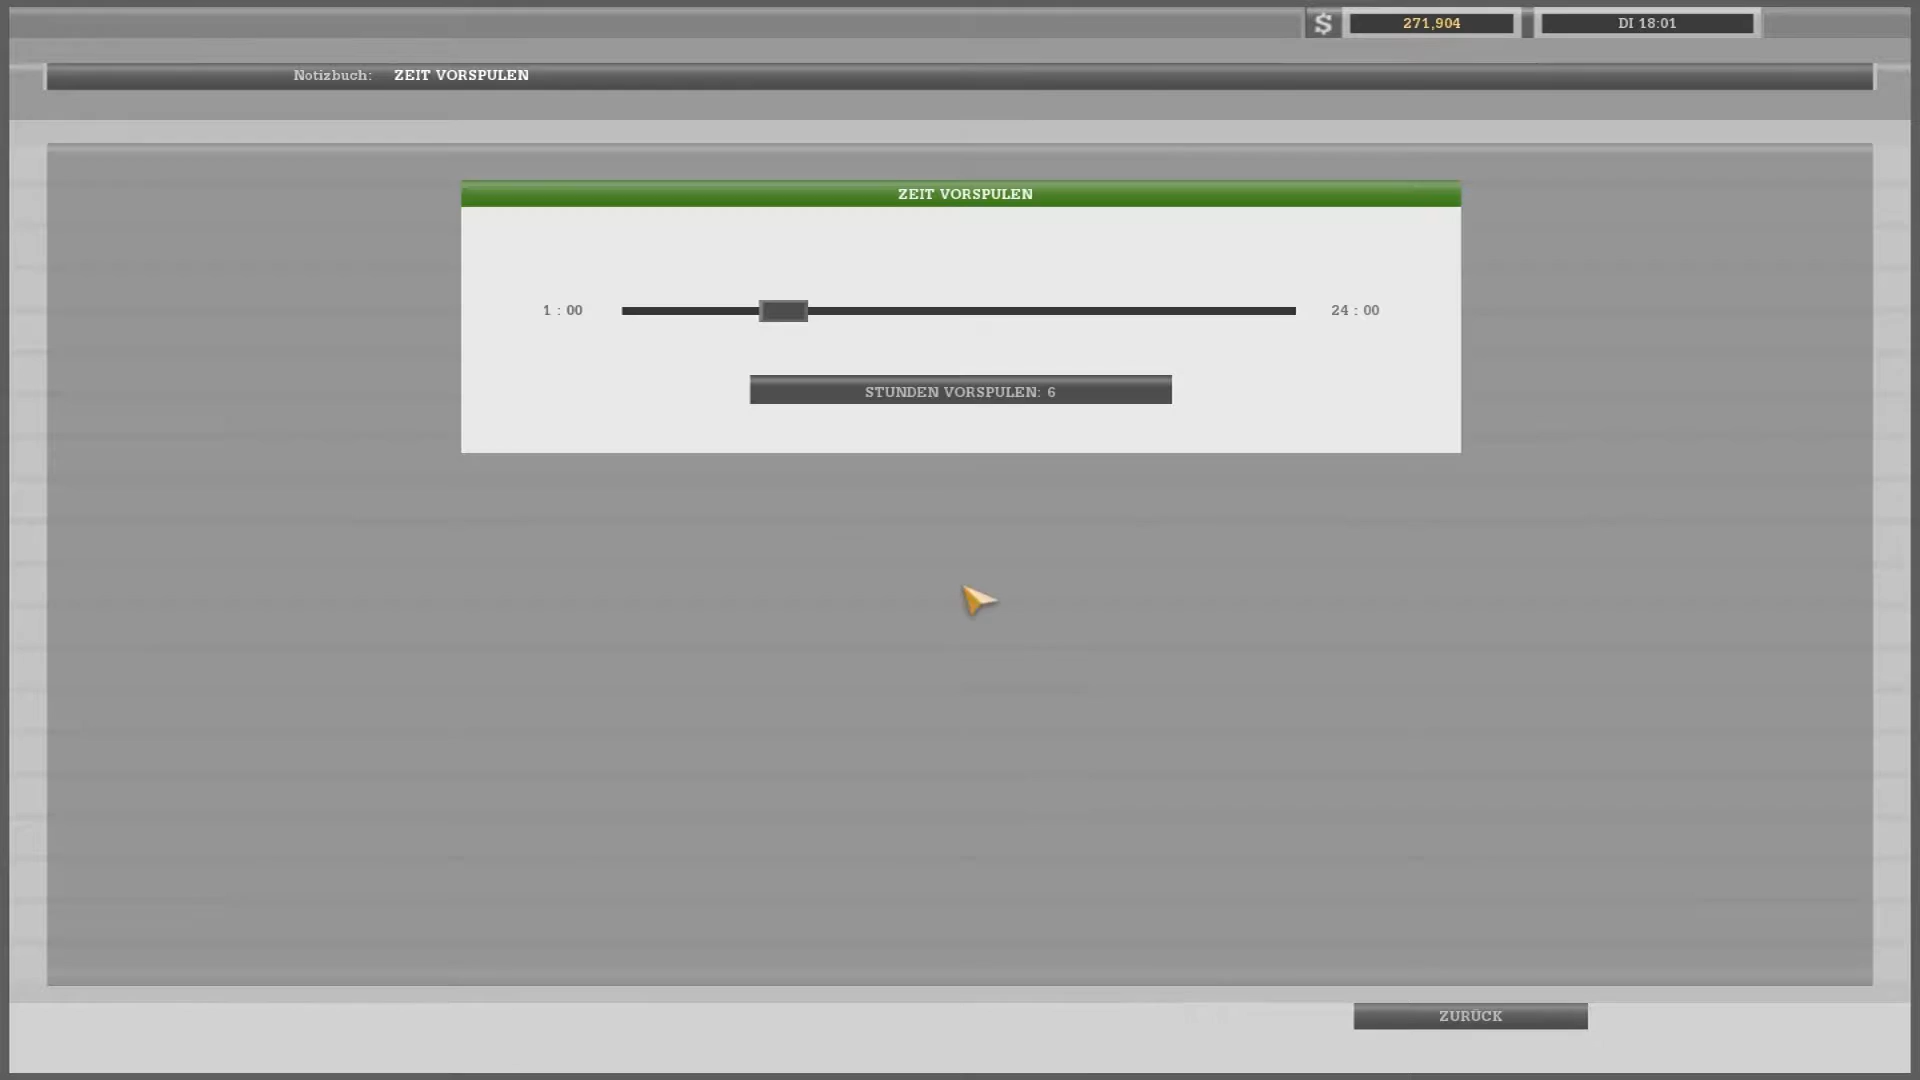 $ 271,904 DI 18:01
Notizbuch: ZEIT VORSPULEN
ZEIT VORSPULEN
1 : 00 24 : 00
STUNDEN VORSPULEN: 6
ZURÜCK